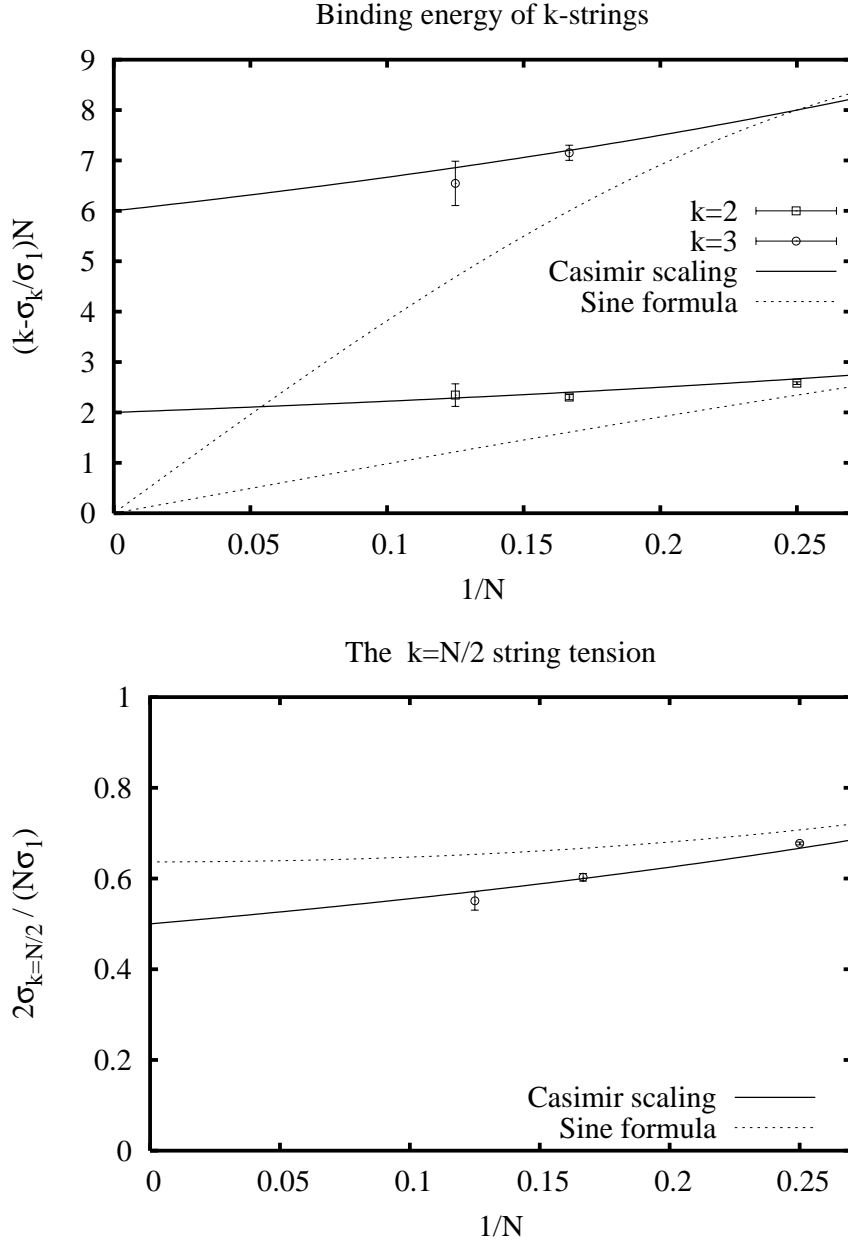 Binding energy of k-strings
9
8
7
6
5
4
3
2
1
0
(k-σk/σ1)N
k=2
k=3
Casimir scaling
Sine formula
0 0.05 0.1 0.15 0.2 0.25
1/N
The k=N/2 string tension
1
0.8
0.6
0.4
0.2
0
2σk=N/2 / (Nσ1)
Casimir scaling
Sine formula
0 0.05 0.1 0.15 0.2 0.25
1/N